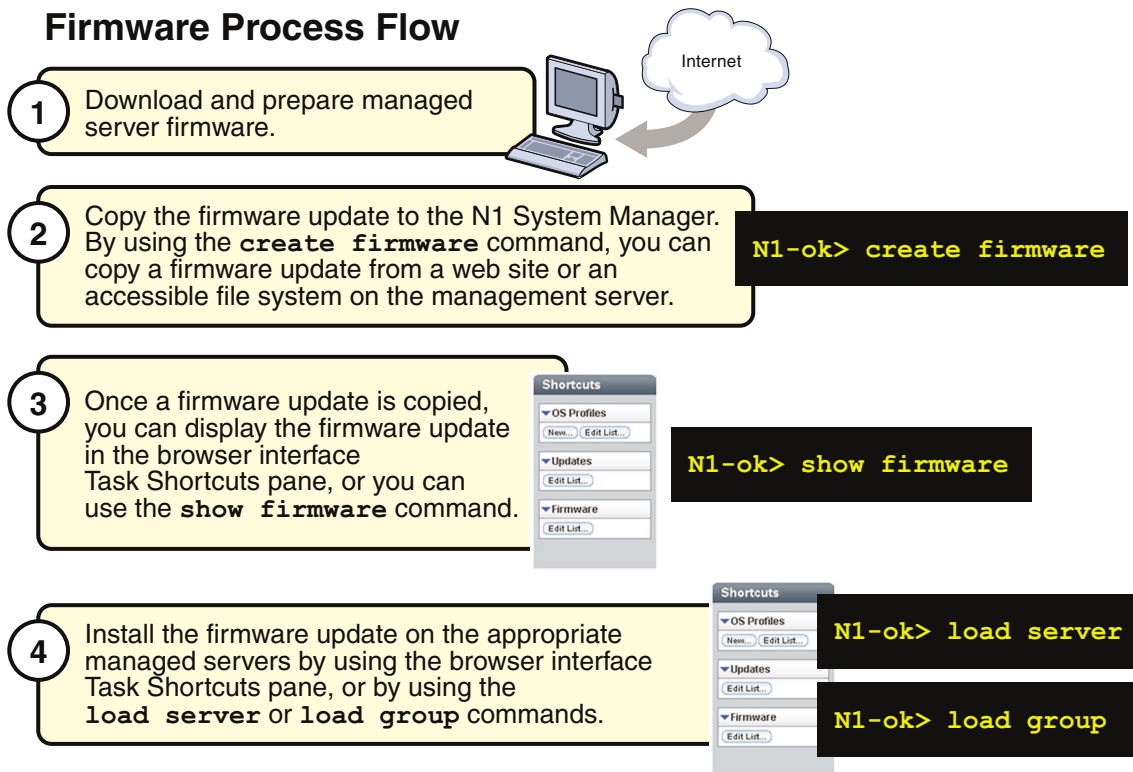 Firmware Process Flow
Internet
1
Download and prepare managed
server firmware.
2
Copy the firmware update to the N1 System Manager.
By using the create firmware command, you can
copy a firmware update from a web site or an
accessible file system on the management server.
N1-ok> create firmware
3
Once a firmware update is copied,
you can display the firmware update
in the browser interface
Task Shortcuts pane, or you can
use the show firmware command.
Shortcuts
OS Profiles
New... Edit List...
Updates
Edit List...
Firmware
Edit List...
N1-ok> show firmware
4
Install the firmware update on the appropriate
managed servers by using the browser interface
Task Shortcuts pane, or by using the
load server or load group commands.
Shortcuts
OS Profiles
New... Edit List...
Updates
Edit List...
Firmware
Edit List...
N1-ok> load server
N1-ok> load group